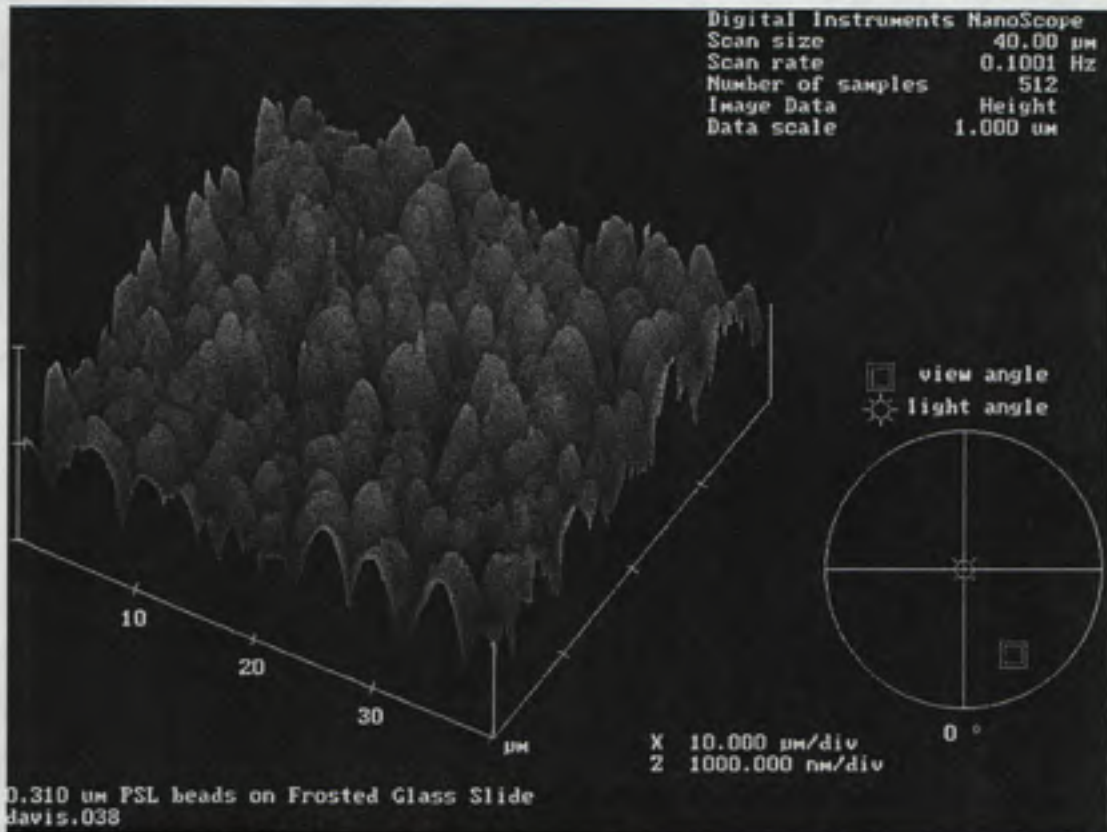 Digital Instruments NanoScope
Scan size 40.00 µm
Scan rate 0.1001 Hz
Number of samples 512
Image Data Height
Data scale 1.000 um
view angle
light angle
10
20
30
µm
0 °
X 10.000 µm/div
Z 1000.000 nm/div
0.310 um PSL beads on Frosted Glass Slide
davis.038